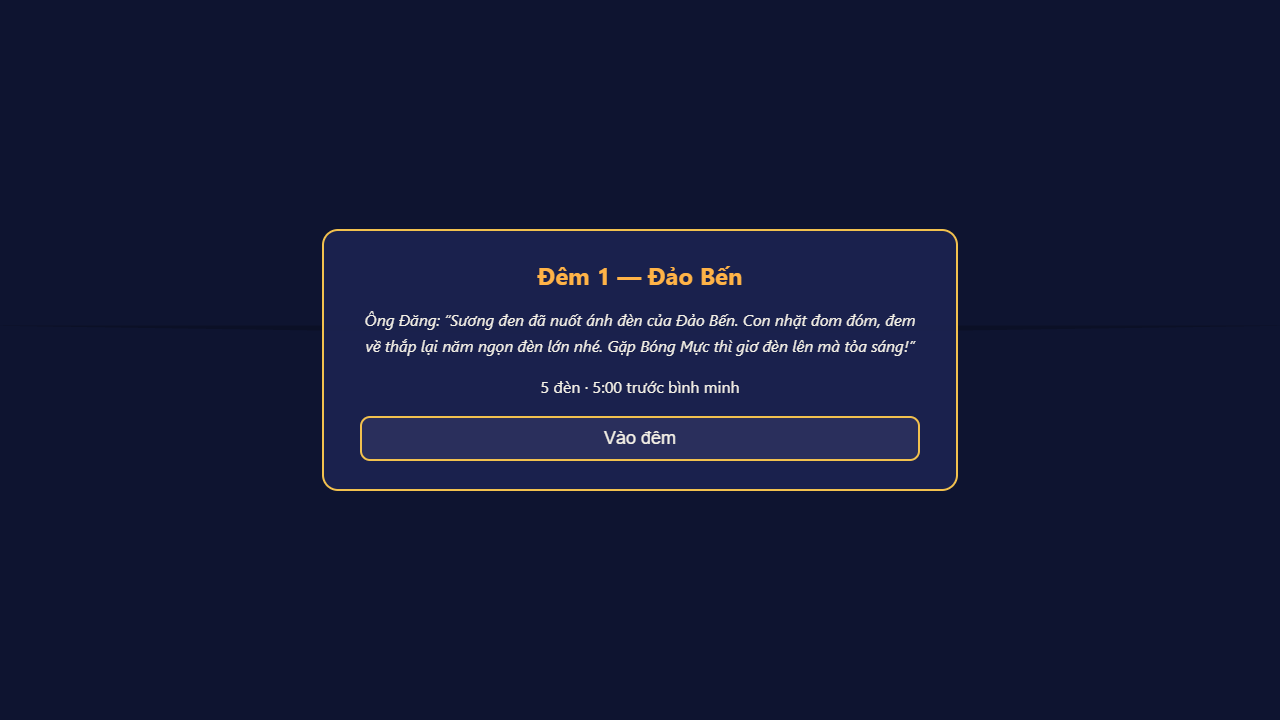 Đêm 1 — Đảo Bến
Ông Đăng: “Sương đen đã nuốt ánh đèn của Đảo Bến. Con nhặt đom đóm, đem
về thắp lại năm ngọn đèn lớn nhé. Gặp Bóng Mực thì giơ đèn lên mà tỏa sáng!”
5 đèn · 5:00 trước bình minh
Vào đêm